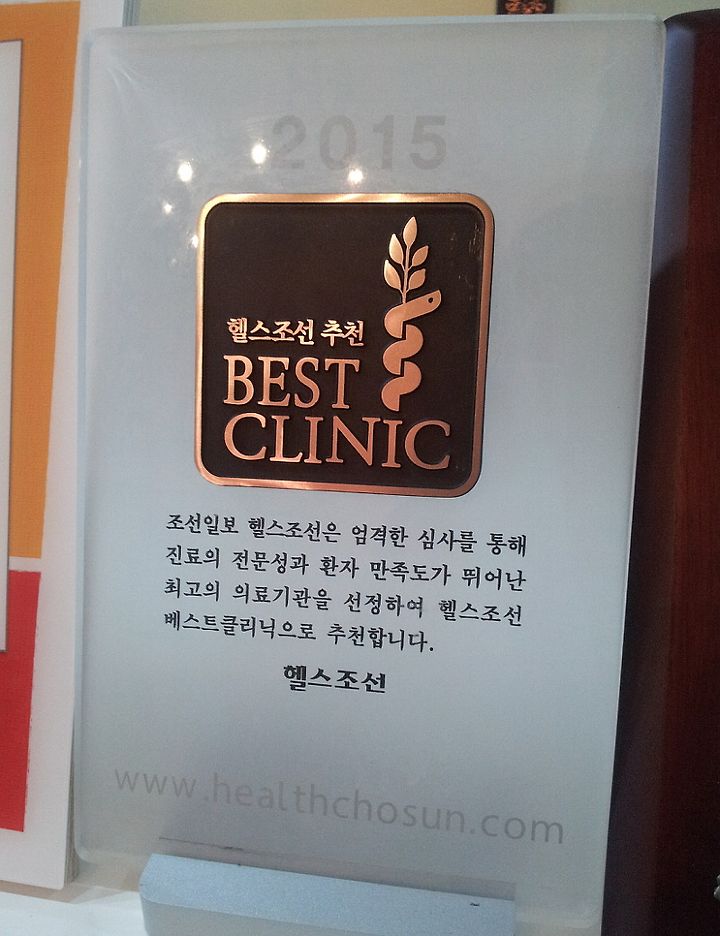 2015
헬스조선 추천
BEST
CLINIC
조선일보 헬스조선은 엄격한 심사를 통해
진료의 전문성과 환자 만족도가 뛰어난
최고의 의료기관을 선정하여 헬스조선
베스트클리닉으로 추천합니다.
헬스조선
www.healthchosun.com